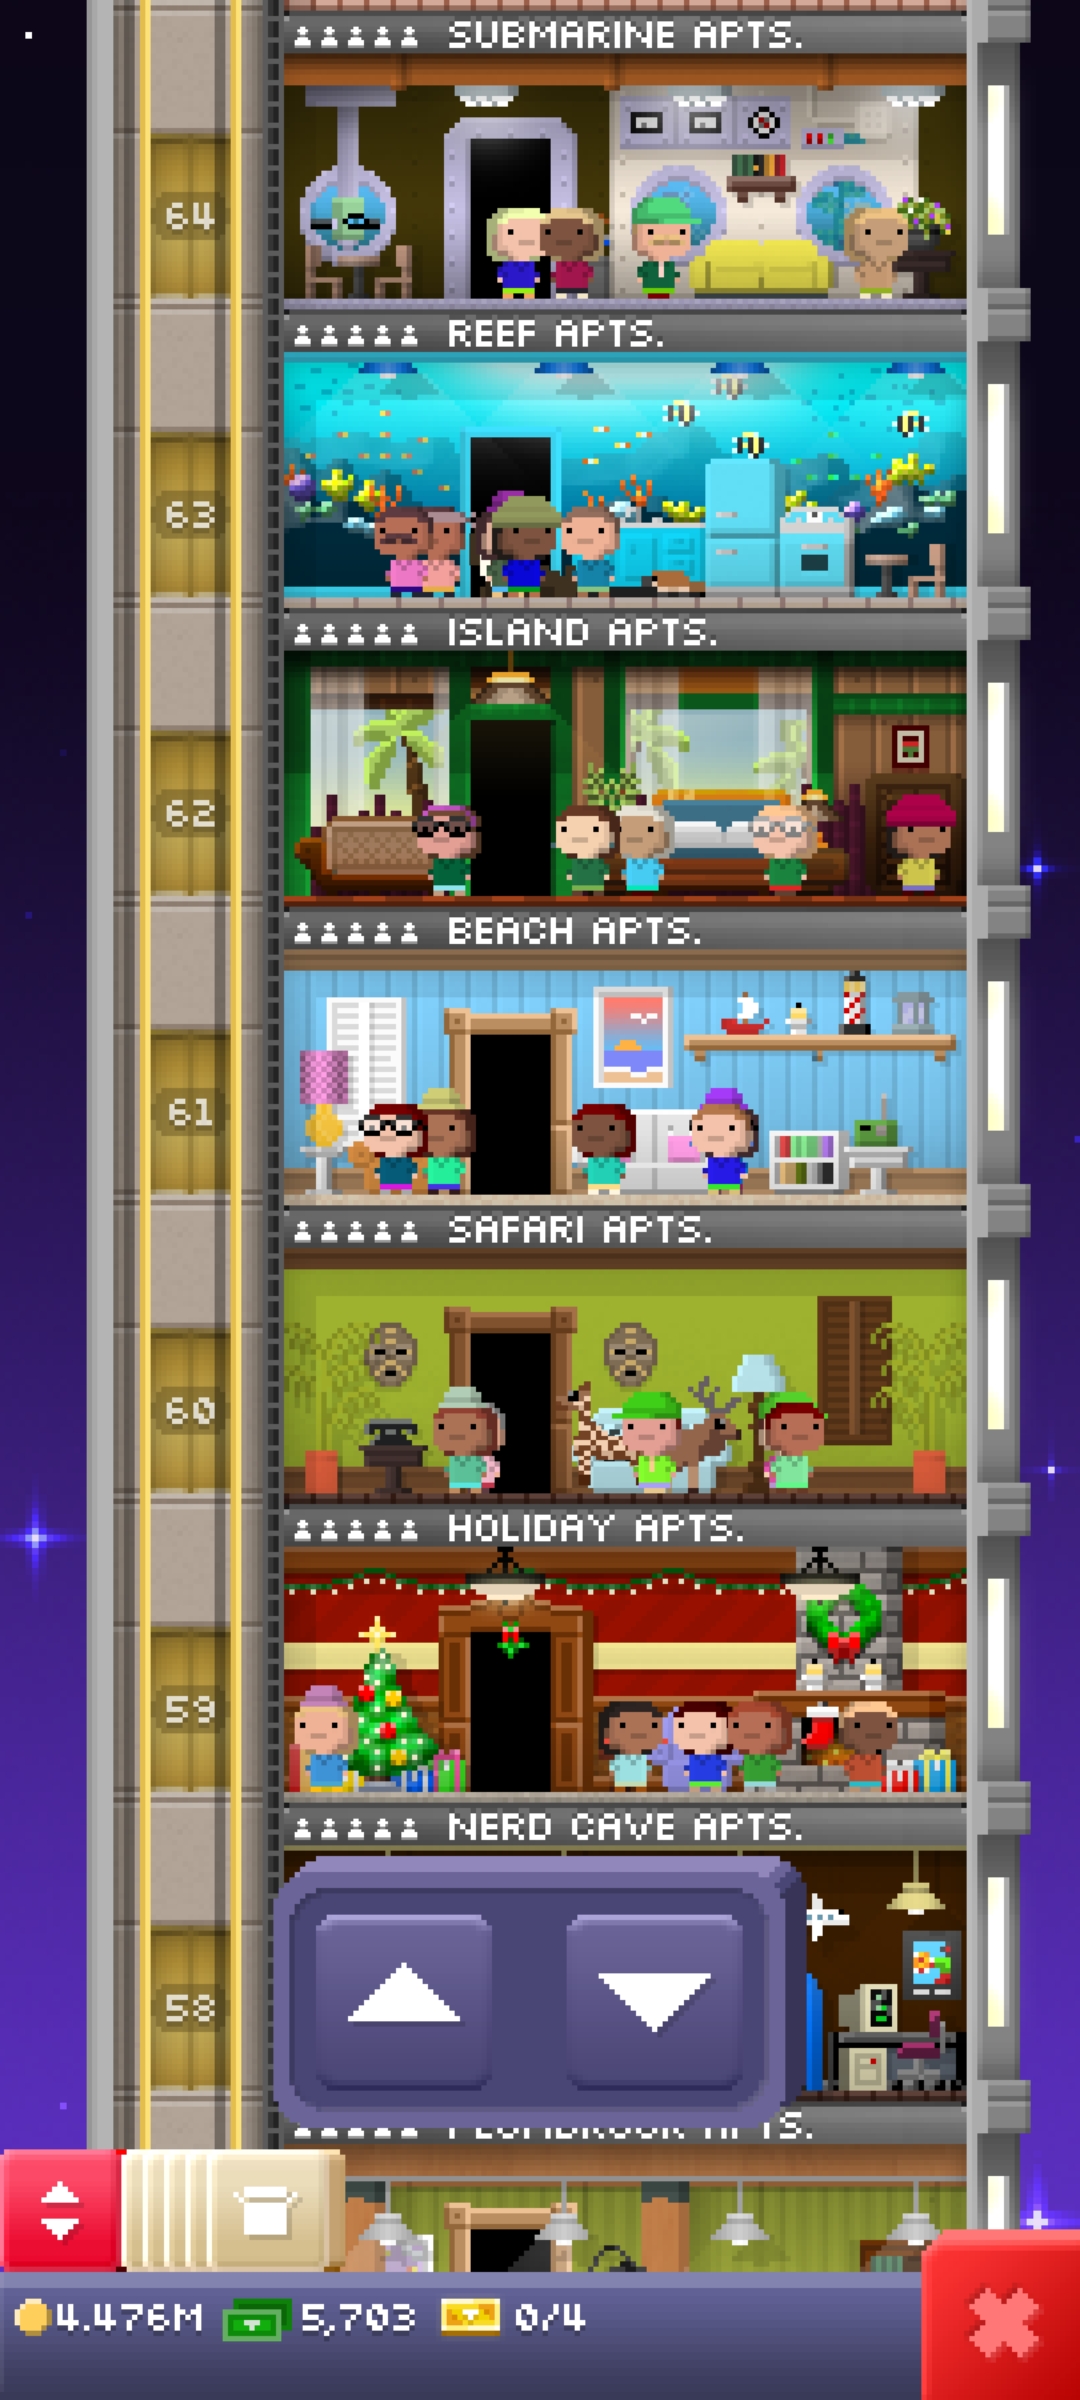 SUBMARINE APTS.
64
REEF APTS.
63
ISLAND APTS.
62
BEACH APTS.
61
SAFARI APTS.
60
HOLIDAY APTS.
59
NERD CAVE APTS.
58
APTS.
4.476M 5,703 0/4